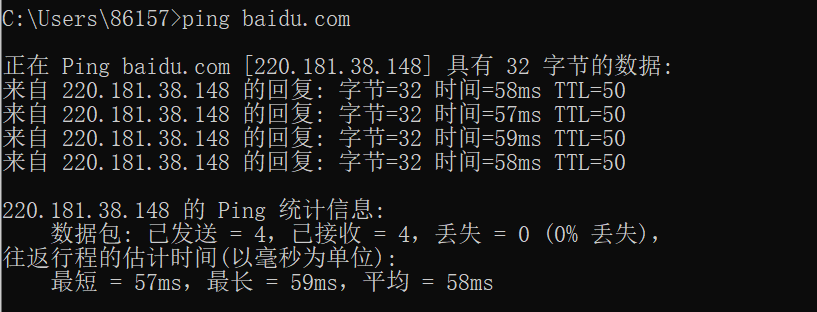 C:\Users\86157>ping baidu.com
正在 Ping baidu.com [220.181.38.148] 具有 32 字节的数据:
来自 220.181.38.148 的回复: 字节=32 时间=58ms TTL=50
来自 220.181.38.148 的回复: 字节=32 时间=57ms TTL=50
来自 220.181.38.148 的回复: 字节=32 时间=59ms TTL=50
来自 220.181.38.148 的回复: 字节=32 时间=58ms TTL=50
220.181.38.148 的 Ping 统计信息:
数据包: 已发送 = 4，已接收 = 4，丢失 = 0 (0% 丢失)，
往返行程的估计时间(以毫秒为单位):
最短 = 57ms，最长 = 59ms，平均 = 58ms